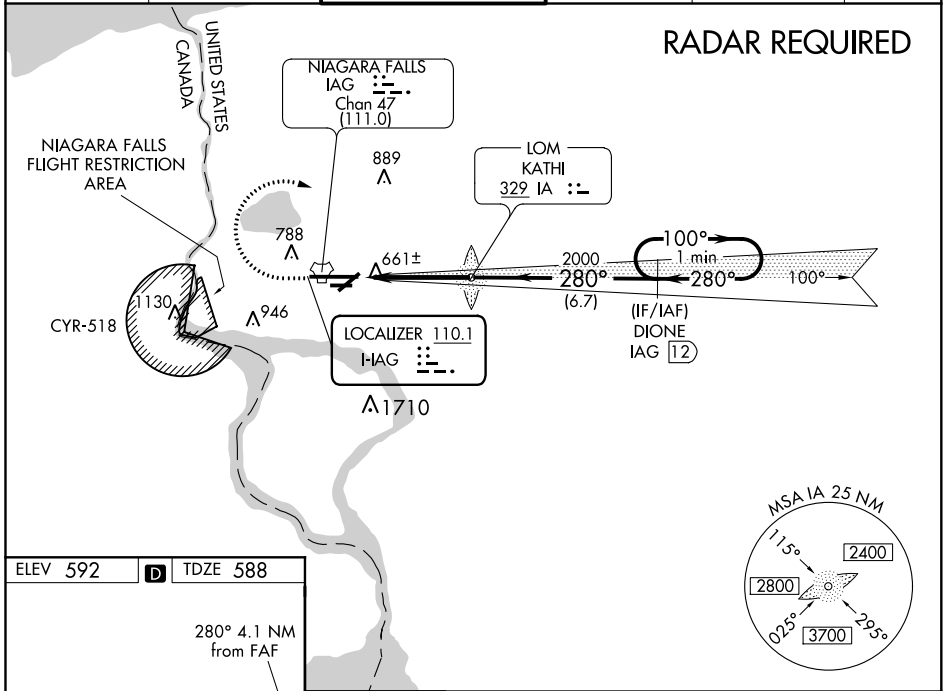 RADAR REQUIRED
UNITED STATES
CANADA
NIAGARA FALLS
IAG
Chan 47
(111.0)
NIAGARA FALLS
FLIGHT RESTRICTION
AREA
889
LOM
KATHI
329 IA
788
661±
2000
280°
(6.7)
100°
1 min
280°
100°
(IF/IAF)
DIONE
IAG 12
1130
CYR-518
946
LOCALIZER 110.1
I-IAG
1710
MSA IA 25 NM
115°
2400
2800
025°
3700
295°
ELEV 592 D TDZE 588
280° 4.1 NM
from FAF